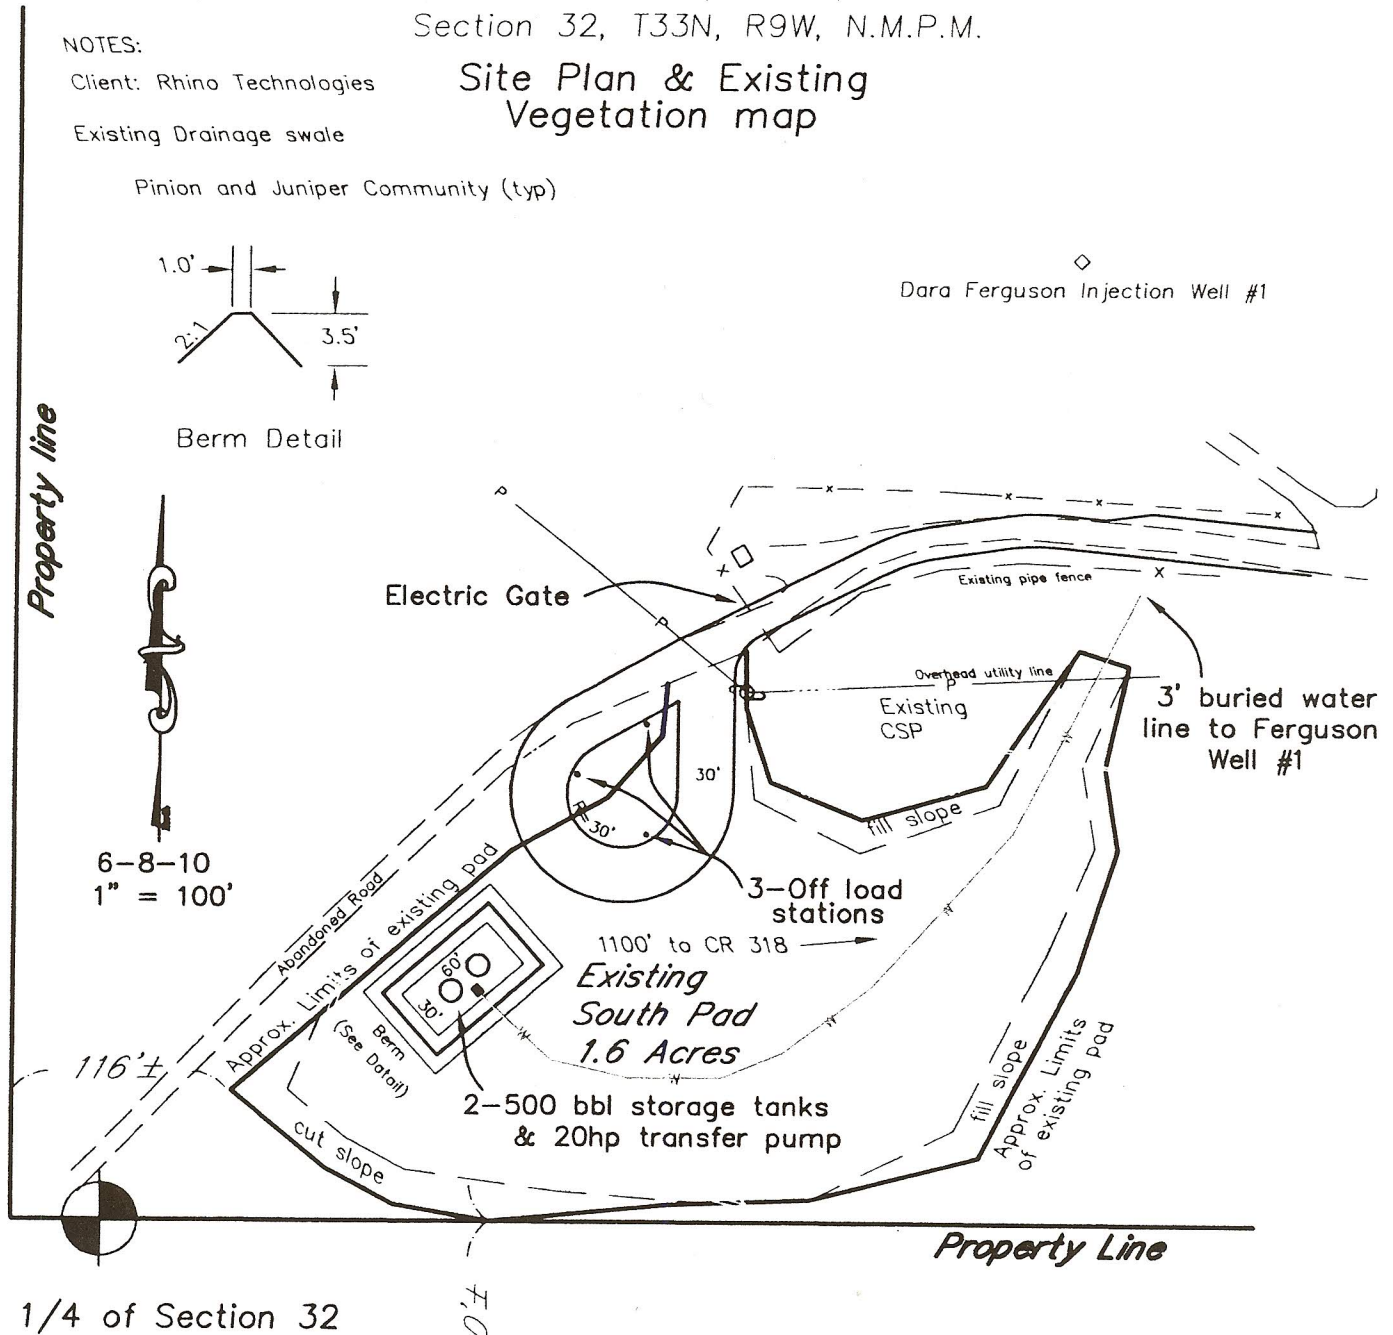 Section 32, T33N, R9W, N.M.P.M.
Site Plan & Existing
Vegetation map
NOTES:
Client: Rhino Technologies
Existing Drainage swale
Pinion and Juniper Community (typ)
1.0'
2:1
3.5'
Berm Detail
Dara Ferguson Injection Well #1
Property line
P
x
x
x
x
x
Electric Gate
Existing pipe fence
x
P
Overhead utility line
P
Existing
CSP
3' buried water
line to Ferguson
Well #1
W
30'
R= 30'
fill slope
6-8-10
1" = 100'
Abandoned Road
Approx. Limits of existing pad
3-Off load
stations
W
1100' to CR 318
Existing
South Pad
1.6 Acres
60'
30'
Berm
(See Datail)
W
W
W
116'±
2-500 bbl storage tanks
& 20hp transfer pump
cut slope
fill slope
Approx. Limits
of existing pad
Property Line
1/4 of Section 32